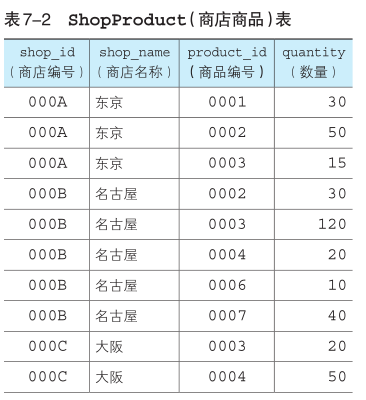 表7-2 ShopProduct(商店商品)表
shop_id shop_name product_id quantity
(商店编号) (商店名称) (商品编号) (数量)
000A 东京 0001 30
000A 东京 0002 50
000A 东京 0003 15
000B 名古屋 0002 30
000B 名古屋 0003 120
000B 名古屋 0004 20
000B 名古屋 0006 10
000B 名古屋 0007 40
000C 大阪 0003 20
000C 大阪 0004 50